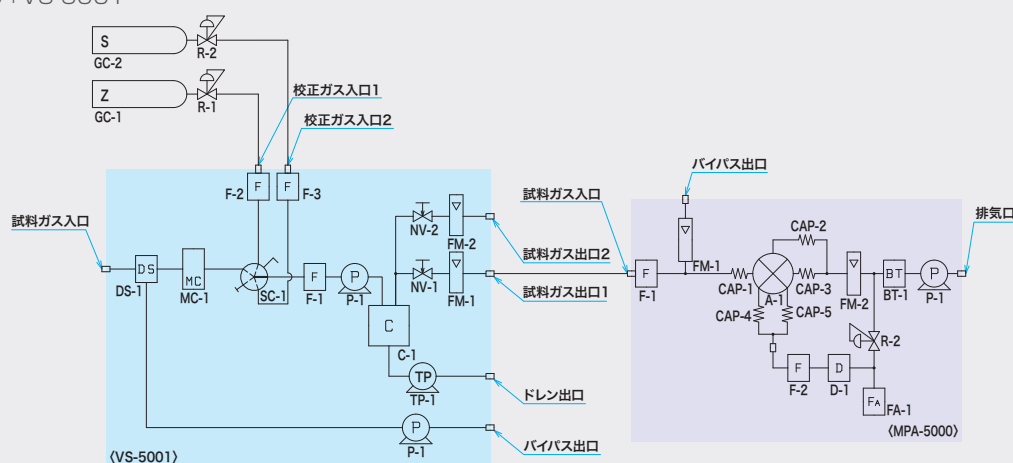 S
GC-2
R-2
Z
GC-1
R-1
校正ガス入口1
校正ガス入口2
F
F-2
F
F-3
試料ガス入口
DS
DS-1
MC
MC-1
SC-1
F
F-1
P
P-1
NV-2
FM-2
NV-1
FM-1
C
C-1
TP
TP-1
P
P-1
〈VS-5001〉
試料ガス出口2
試料ガス出口1
ドレン出口
バイパス出口
試料ガス入口
バイパス出口
排気口
F
F-1
FM-1
CAP-1
CAP-2
A-1
CAP-3
CAP-4
CAP-5
FM-2
BT
BT-1
P
P-1
R-2
F
F-2
D
D-1
FA
FA-1
〈MPA-5000〉